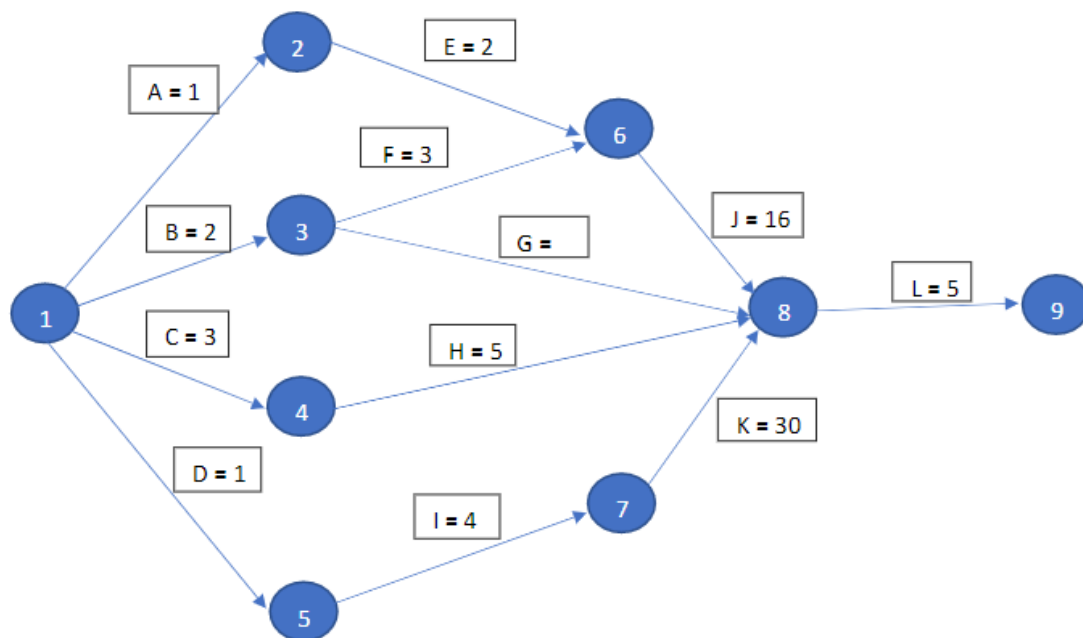 2
E = 2
A = 1
6
F = 3
B = 2
3
G =
J = 16
1
C = 3
8
L = 5
9
H = 5
4
K = 30
D = 1
I = 4
7
5